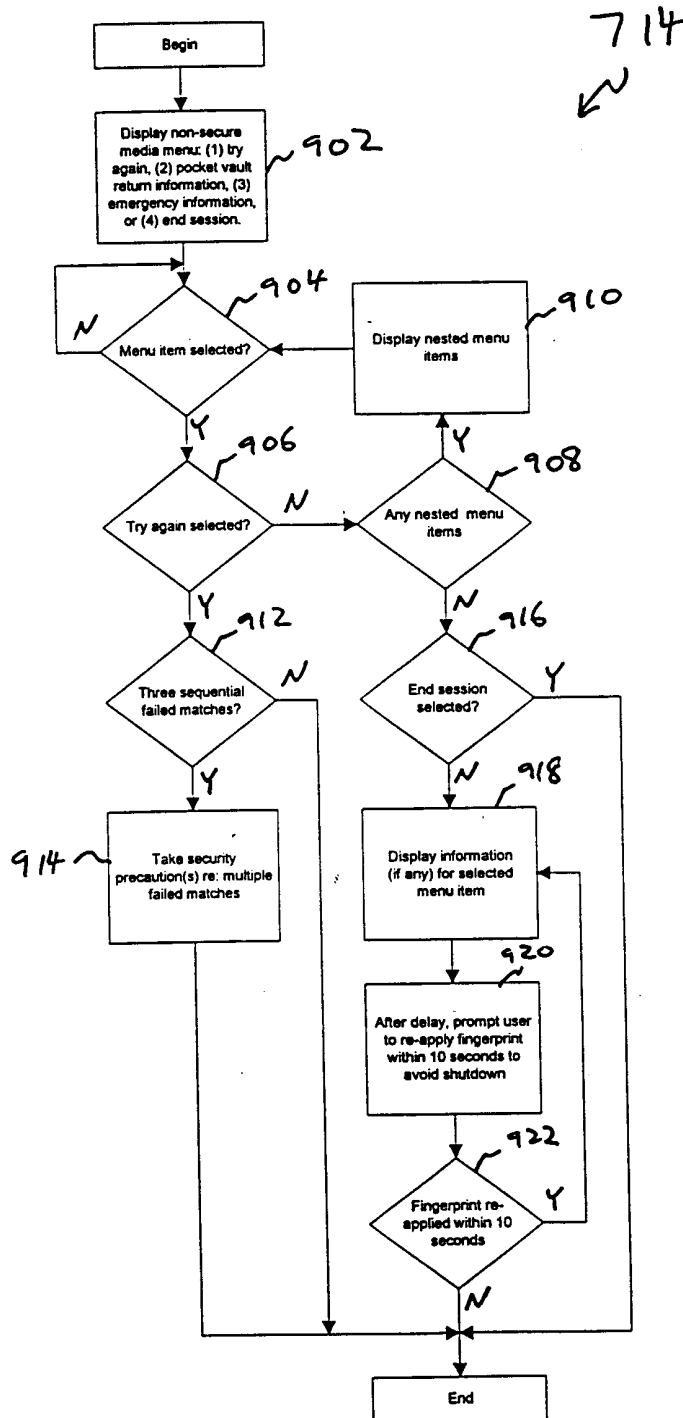 714
Begin
Display non-secure
media menu: (1) try
again, (2) pocket vault
return information, (3)
emergency information,
or (4) end session.
902
904
Menu item selected?
N
Y
910
Display nested menu
items
906
Try again selected?
N
Y
908
Any nested menu
items
Y
N
912
Three sequential
failed matches?
N
Y
916
End session
selected?
Y
N
914
Take security
precaution(s) re: multiple
failed matches
918
Display information
(if any) for selected
menu item
920
After delay, prompt user
to re-apply fingerprint
within 10 seconds to
avoid shutdown
922
Fingerprint re-
applied within 10
seconds
Y
N
End